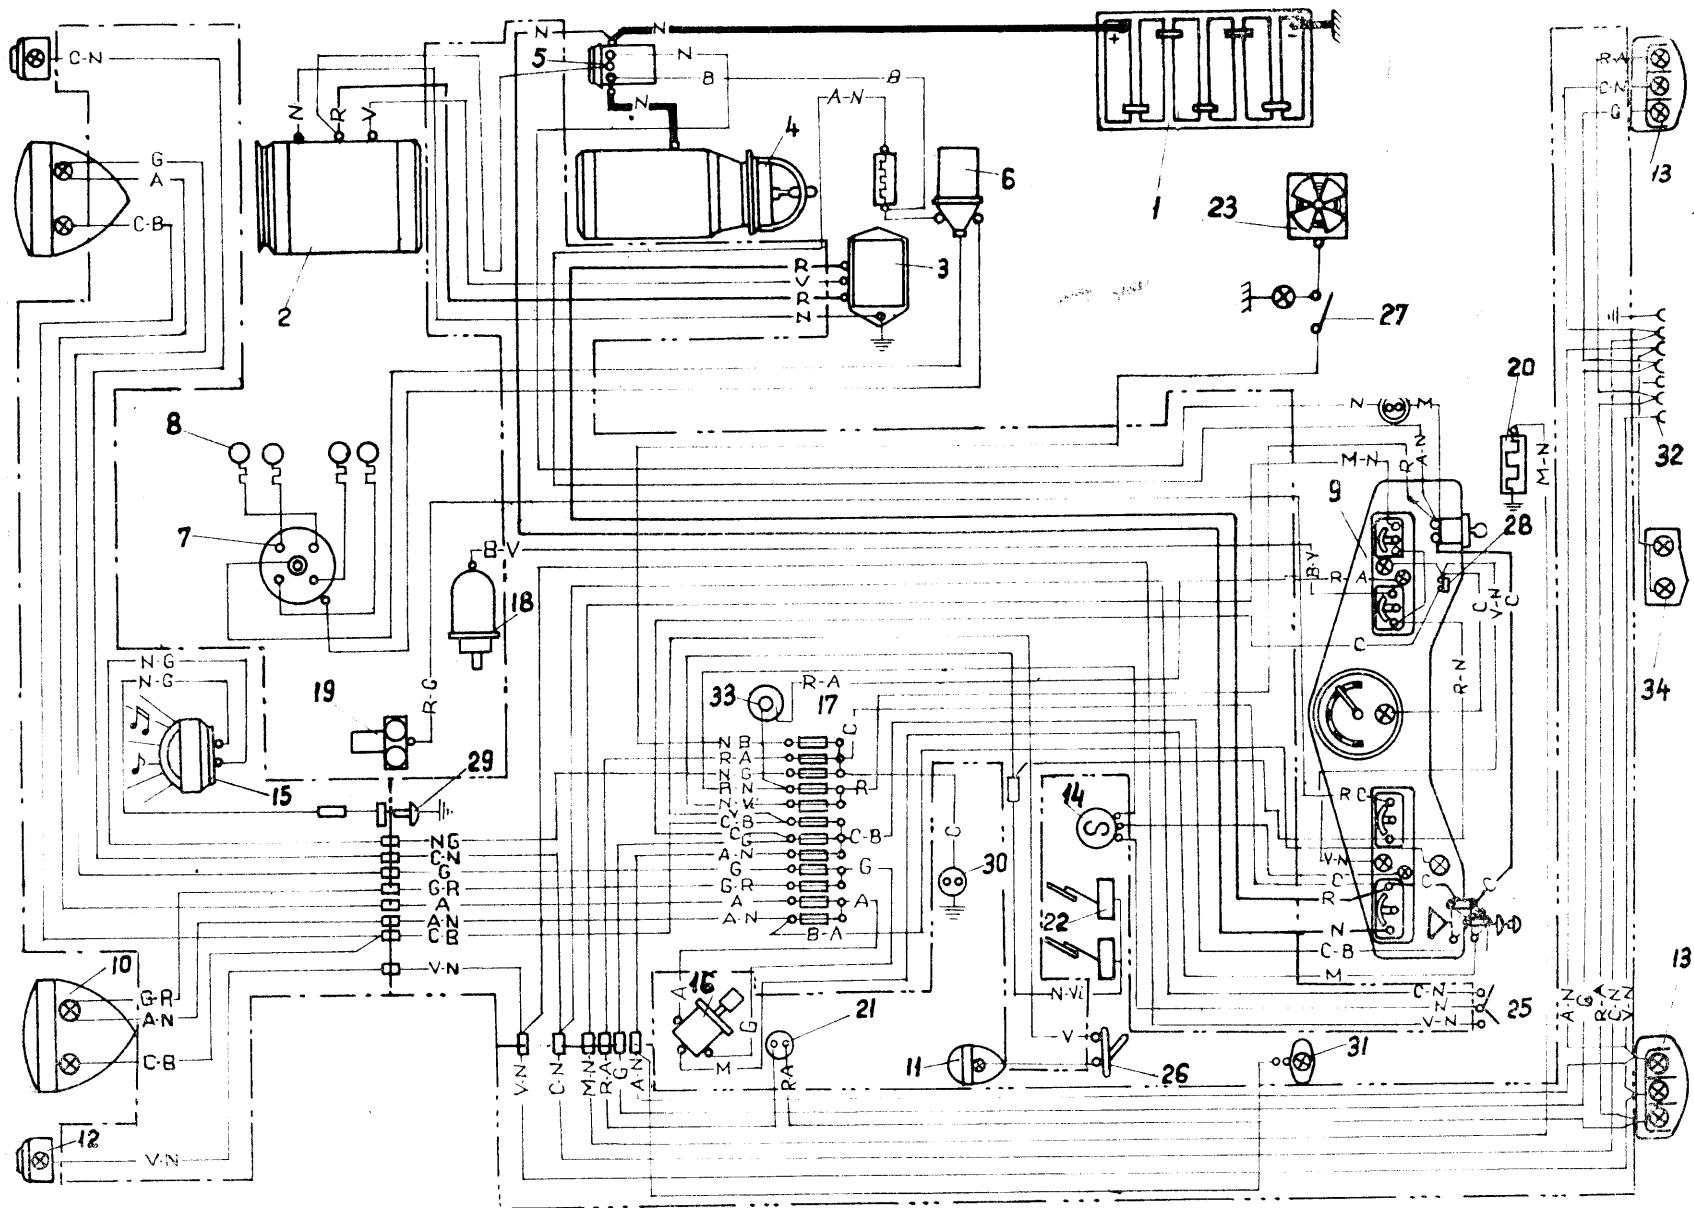 C-N
N
N
5
N
B
B
+
-
R-A
C-N
G
N
R
V
A-N
N
4
6
1
23
13
G
A
C-B
2
R
V
R
N
3
27
20
32
N
M
8
M-N
R
A-N
M-N
9
7
28
B-V
18
B-V
R-A
C
V-N
C
C
R-N
34
N-G
N-G
19
R-G
33
R-A
17
C
29
15
N-B
R-A
N-G
R-N
R
N-V
C-B
C-G
C-B
A-N
G
G
G-R
A
A
A-N
B-A
R C
14
G
30
22
NG
C-N
G
G-R
A
A-N
C-B
V-N
V-N
C
C
C
R
N
C-B
M
10
G-R
A-N
C-B
A
16
G
M
21
R-A
N-Vi
V
11
26
31
C-N
N
V-N
25
A-N
G
R-A
C-N
V-N
13
V-N
C-N
M-N
R-A
G
A-N
12
V-N